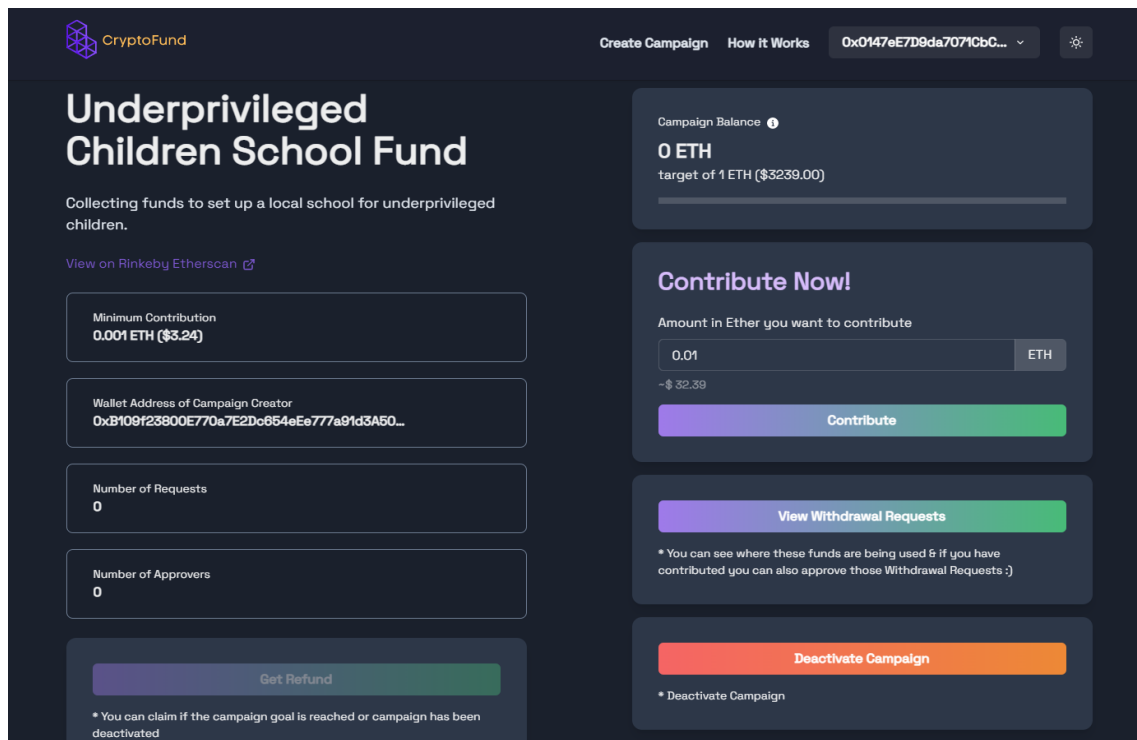 CryptoFund
Create Campaign
How it Works
0x0147eE7D9da7071CbC...
Underprivileged
Children School Fund
Collecting funds to set up a local school for underprivileged
children.
View on Rinkeby Etherscan
Minimum Contribution
0.001 ETH ($3.24)
Wallet Address of Campaign Creator
0xB109f23800E770a7E2Dc654eEe777a91d3A50...
Number of Requests
0
Number of Approvers
0
Get Refund
* You can claim if the campaign goal is reached or campaign has been
deactivated
Campaign Balance
0 ETH
target of 1 ETH ($3239.00)
Contribute Now!
Amount in Ether you want to contribute
0.01
ETH
~$ 32.39
Contribute
View Withdrawal Requests
* You can see where these funds are being used & if you have
contributed you can also approve those Withdrawal Requests :)
Deactivate Campaign
* Deactivate Campaign